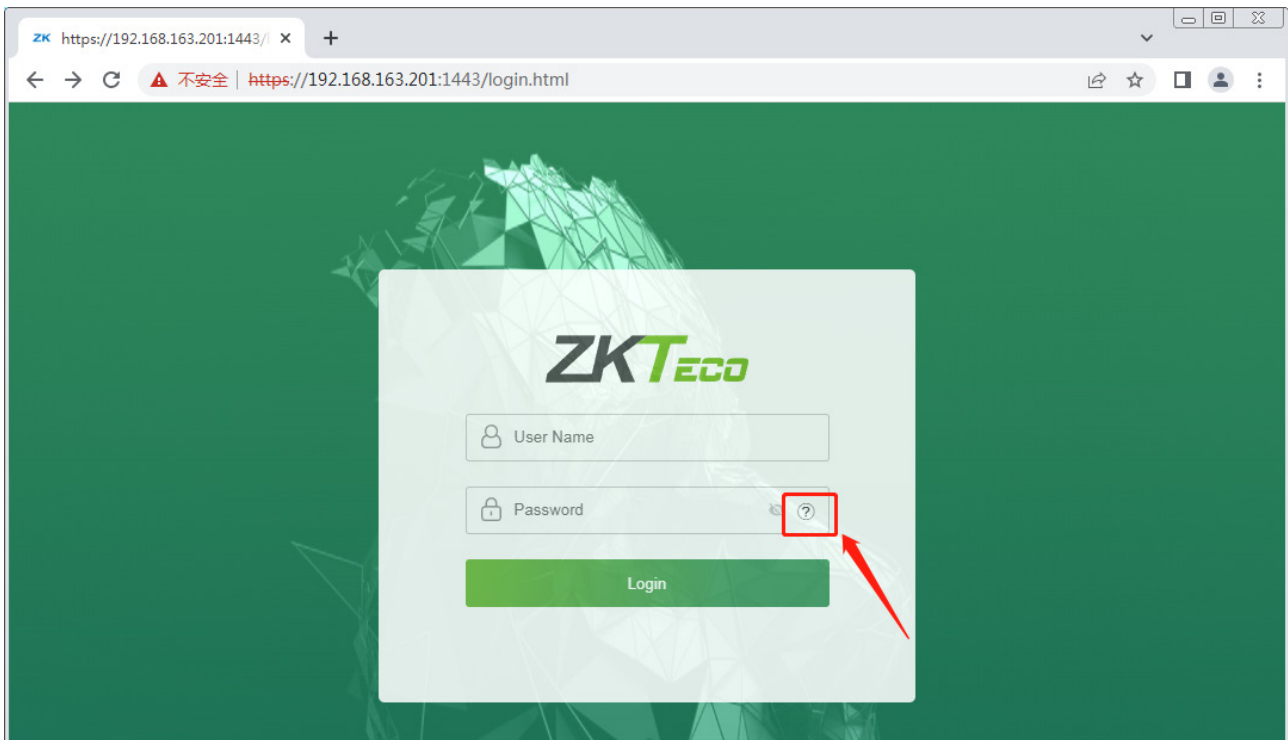 ZK https://192.168.163.201:1443/l
不安全 | https://192.168.163.201:1443/login.html
ZKTECO
User Name
Password
?
Login